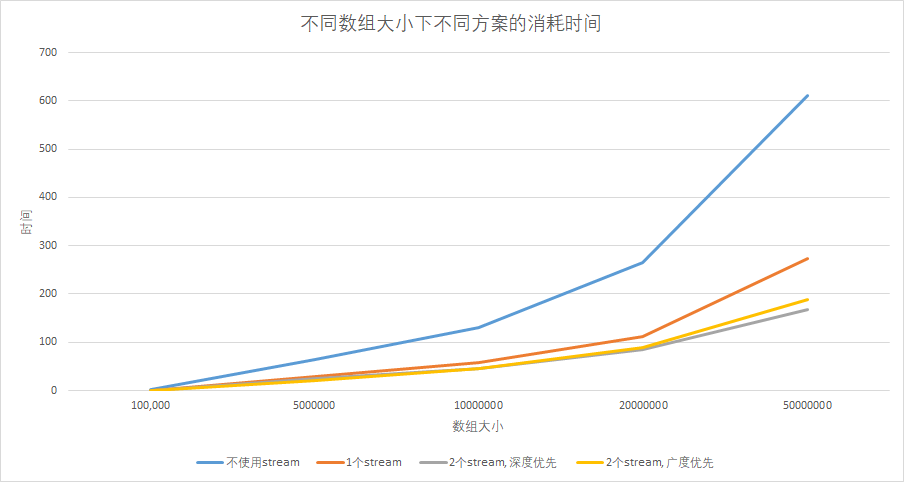 不同数组大小下不同方案的消耗时间
700
600
500
400
300
200
100
0
时间
100,000 5000000 10000000 20000000 50000000
数组大小
不使用stream 1个stream 2个stream, 深度优先 2个stream, 广度优先